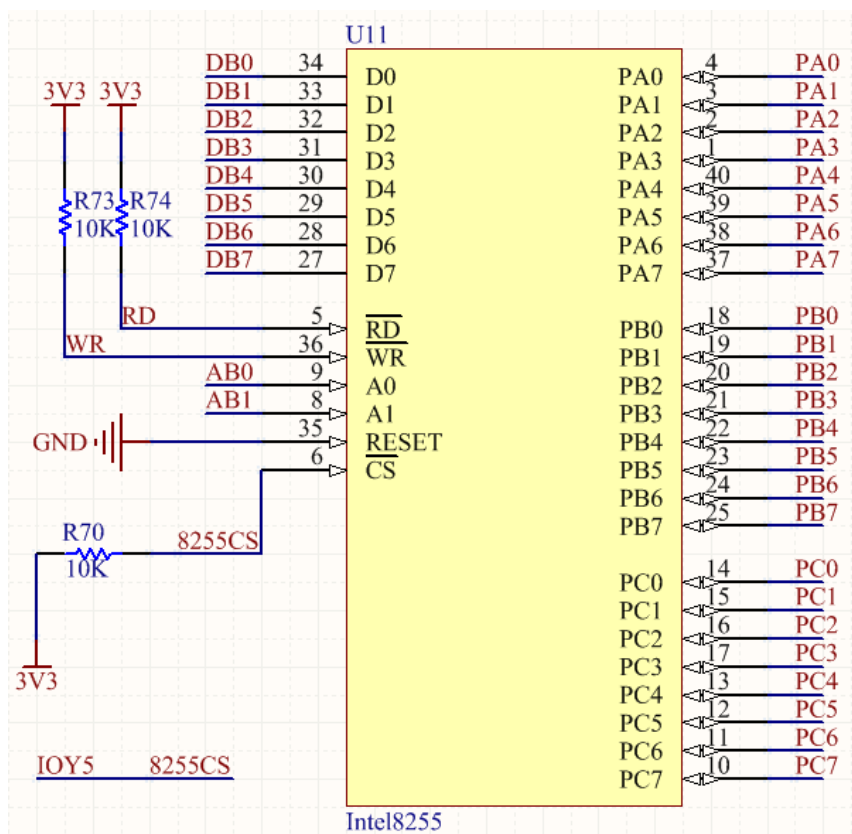 U11
DB0 34 D0 PA0 4 PA0
DB1 33 D1 PA1 3 PA1
3V3 3V3 DB2 32 D2 PA2 2 PA2
DB3 31 D3 PA3 1 PA3
DB4 30 D4 PA4 40 PA4
R73 R74 DB5 29 D5 PA5 39 PA5
10K 10K DB6 28 D6 PA6 38 PA6
DB7 27 D7 PA7 37 PA7
RD 5 RD PB0 18 PB0
WR 36 WR PB1 19 PB1
AB0 9 A0 PB2 20 PB2
AB1 8 A1 PB3 21 PB3
GND 35 RESET PB4 22 PB4
6 CS PB5 23 PB5
PB6 24 PB6
R70 8255CS PB7 25 PB7
10K PC0 14 PC0
PC1 15 PC1
PC2 16 PC2
3V3 PC3 17 PC3
PC4 13 PC4
PC5 12 PC5
IOY5 8255CS PC6 11 PC6
PC7 10 PC7
Intel8255